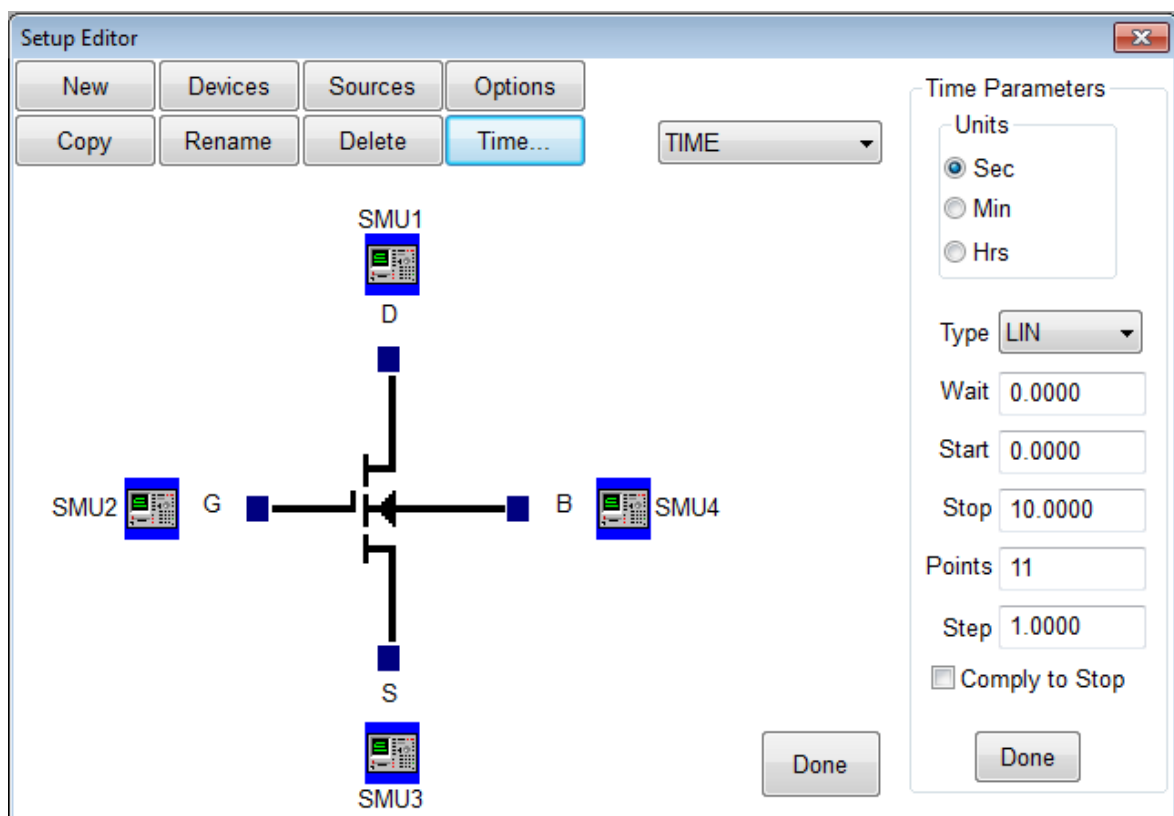 Setup Editor
New Devices Sources Options
Copy Rename Delete Time...
TIME
SMU1
D
SMU2 G B SMU4
S
SMU3
Done
Time Parameters
Units
Sec
Min
Hrs
Type LIN
Wait 0.0000
Start 0.0000
Stop 10.0000
Points 11
Step 1.0000
Comply to Stop
Done